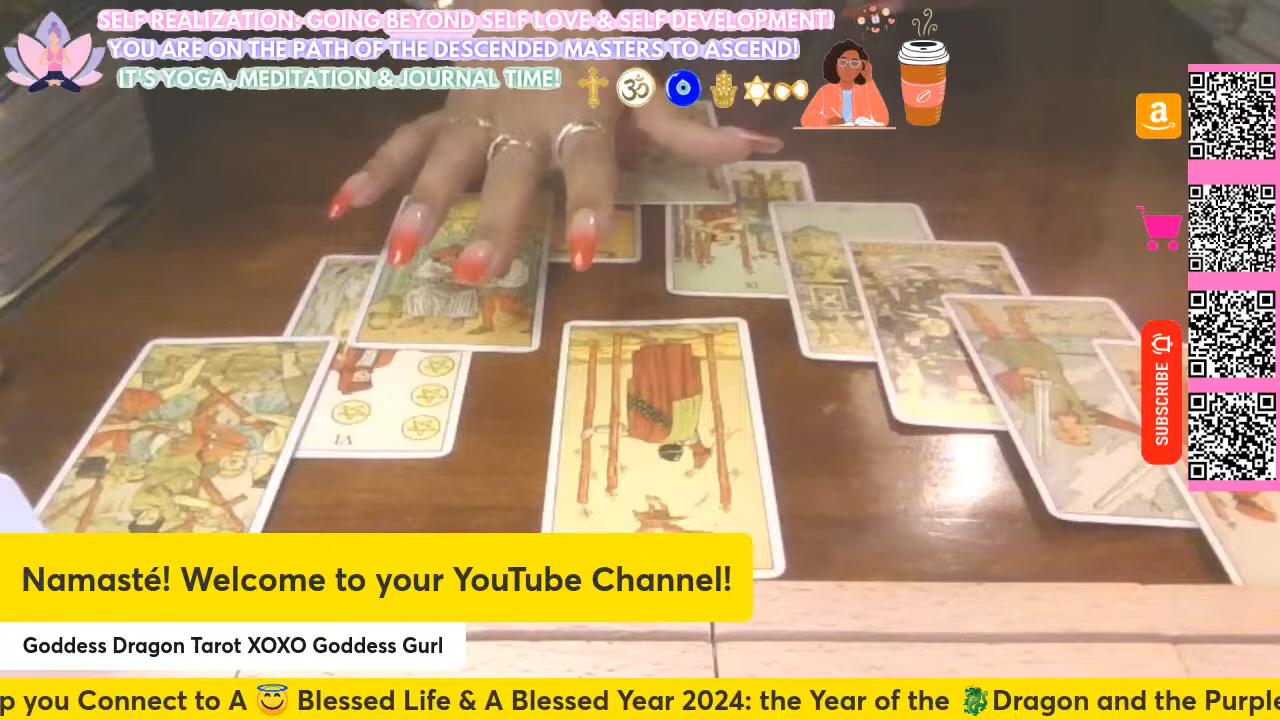 SELF REALIZATION: GOING BEYOND SELF LOVE & SELF DEVELOPMENT!
YOU ARE ON THE PATH OF THE DESCENDED MASTERS TO ASCEND!
IT'S YOGA, MEDITATION & JOURNAL TIME!
ॐ
a
SUBSCRIBE
IX
VI
Namasté! Welcome to your YouTube Channel!
Goddess Dragon Tarot XOXO Goddess Gurl
p you Connect to A 😇 Blessed Life & A Blessed Year 2024: the Year of the 🐉Dragon and the Purple